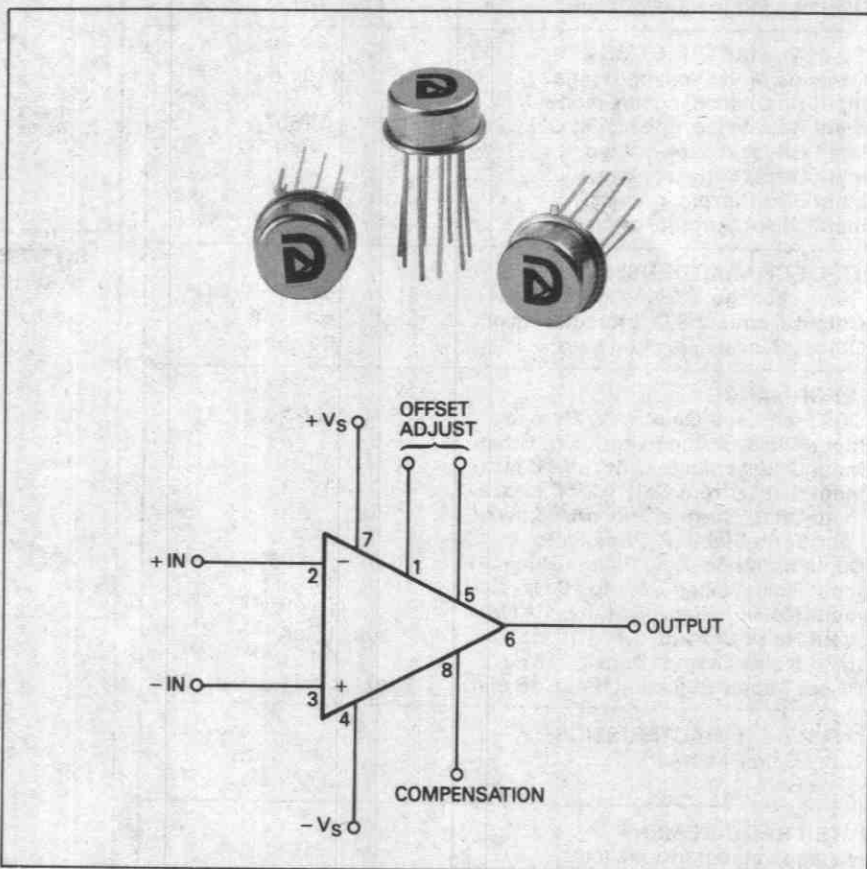 OFFSET
ADJUST
+VS
7
+ IN
2
−
1
5
6
OUTPUT
− IN
3
+
4
8
COMPENSATION
−VS